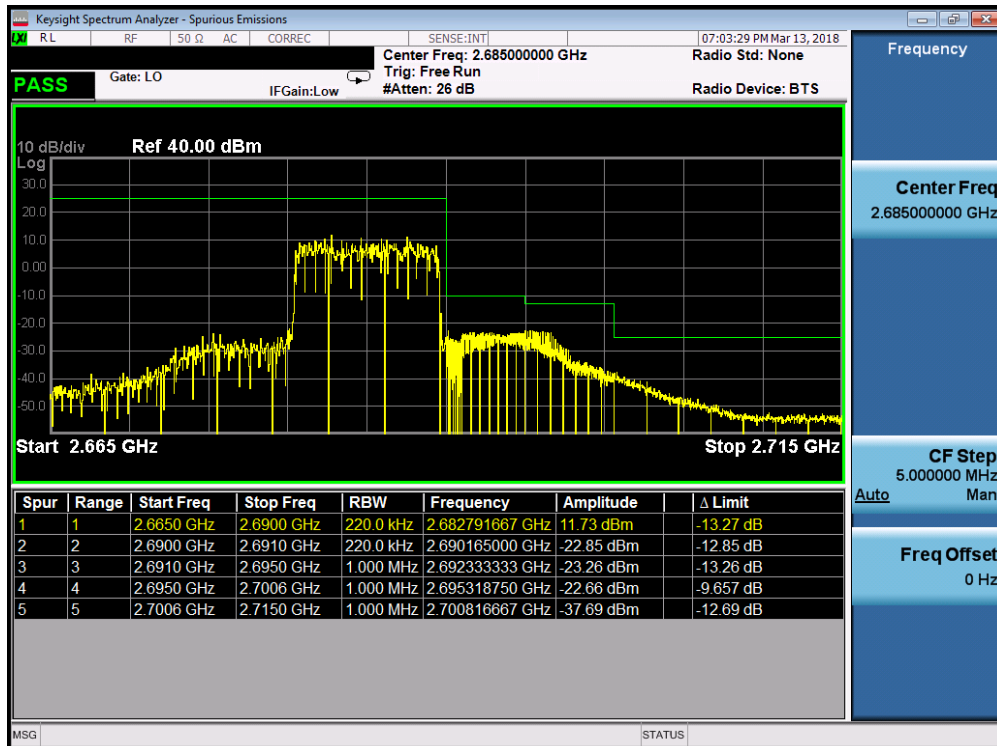 Keysight Spectrum Analyzer - Spurious Emissions
LXI RL RF 50 Ω AC CORREC SENSE:INT 07:03:29 PM Mar 13, 2018
Center Freq: 2.685000000 GHz Radio Std: None
PASS Gate: LO Trig: Free Run
IFGain:Low #Atten: 26 dB Radio Device: BTS
10 dB/div Ref 40.00 dBm
Log
30.0
20.0
10.0
0.00
-10.0
-20.0
-30.0
-40.0
-50.0
Start 2.665 GHz Stop 2.715 GHz
Spur Range Start Freq Stop Freq RBW Frequency Amplitude Δ Limit
1 1 2.6650 GHz 2.6900 GHz 220.0 kHz 2.682791667 GHz 11.73 dBm -13.27 dB
2 2 2.6900 GHz 2.6910 GHz 220.0 kHz 2.690165000 GHz -22.85 dBm -12.85 dB
3 3 2.6910 GHz 2.6950 GHz 1.000 MHz 2.692333333 GHz -23.26 dBm -13.26 dB
4 4 2.6950 GHz 2.7006 GHz 1.000 MHz 2.695318750 GHz -22.66 dBm -9.657 dB
5 5 2.7006 GHz 2.7150 GHz 1.000 MHz 2.700816667 GHz -37.69 dBm -12.69 dB
MSG STATUS
Frequency
Center Freq
2.685000000 GHz
CF Step
5.000000 MHz
Auto Man
Freq Offset
0 Hz